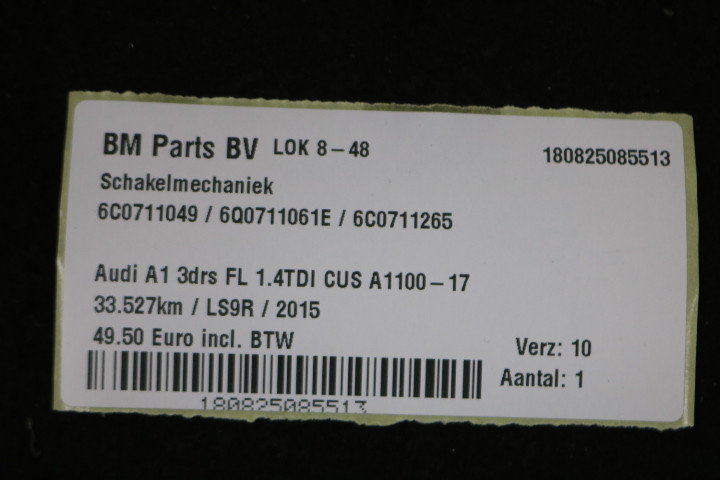 BM Parts BV LOK 8-48
180825085513
Schakelmechaniek
6C0711049 / 6Q0711061E / 6C0711265
Audi A1 3drs FL 1.4TDI CUS A1100-17
33.527km / LS9R / 2015
49.50 Euro incl. BTW
Verz: 10
Aantal: 1
180825085513